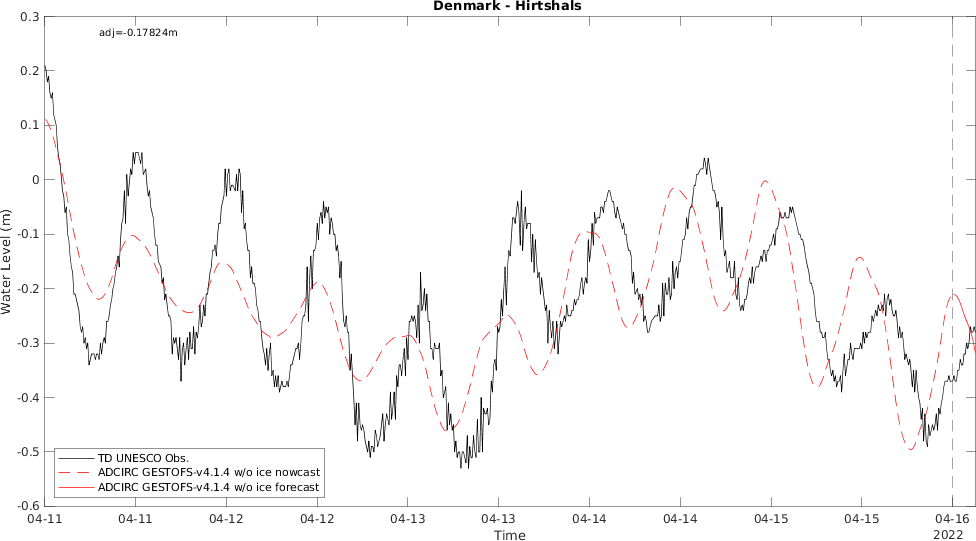 Denmark - Hirtshals
adj=-0.17824m
0.3
0.2
0.1
0
-0.1
-0.2
-0.3
-0.4
-0.5
-0.6
Water Level (m)
TD UNESCO Obs.
ADCIRC GESTOFS-v4.1.4 w/o ice nowcast
ADCIRC GESTOFS-v4.1.4 w/o ice forecast
04-11 04-11 04-12 04-12 04-13 04-13 04-14 04-14 04-15 04-15 04-16
Time
2022